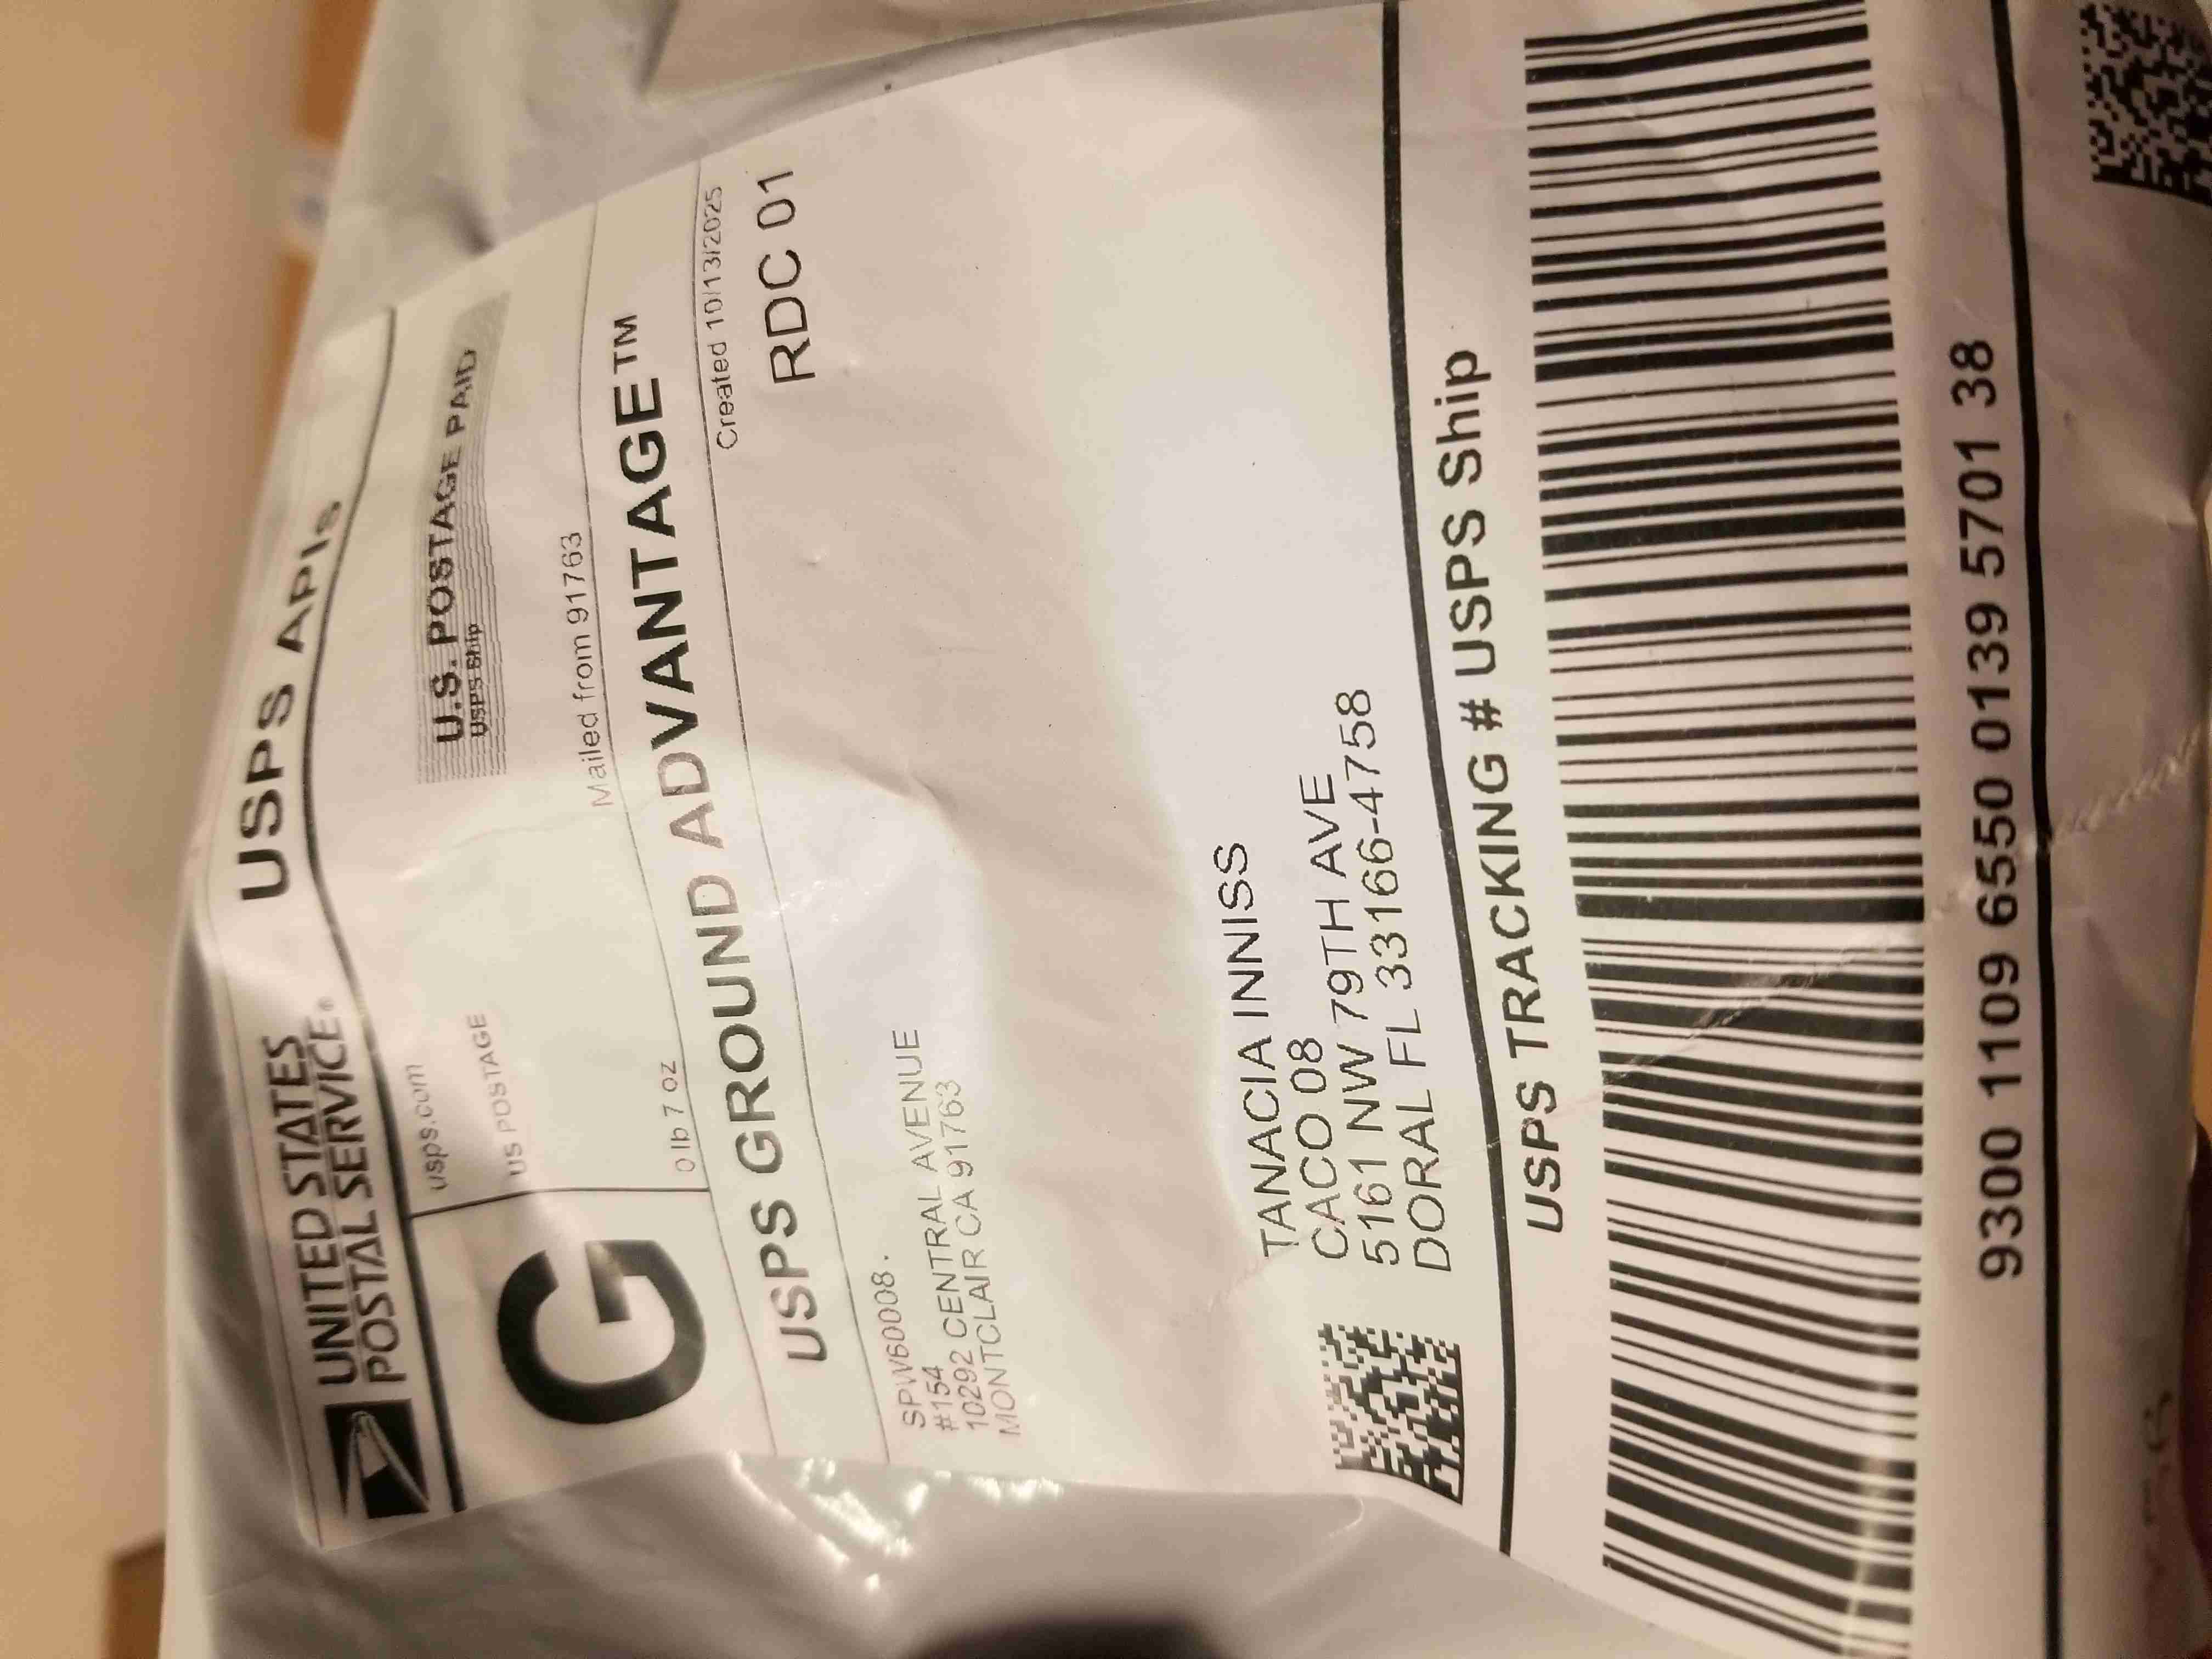 USPS APIs
UNITED STATES
POSTAL SERVICE®
usps.com
US POSTAGE
U.S. POSTAGE PAID
USPS Ship
G
0 lb 7 oz
Mailed from 91763
USPS GROUND ADVANTAGE™
Created 10/13/2025
RDC 01
SPW60008 .
#154
10292 CENTRAL AVENUE
MONTCLAIR CA 91763
TANACIA INNISS
CACO 08
5161 NW 79TH AVE
DORAL FL 33166-4758
USPS TRACKING # USPS Ship
9300 1109 6550 0139 5701 38